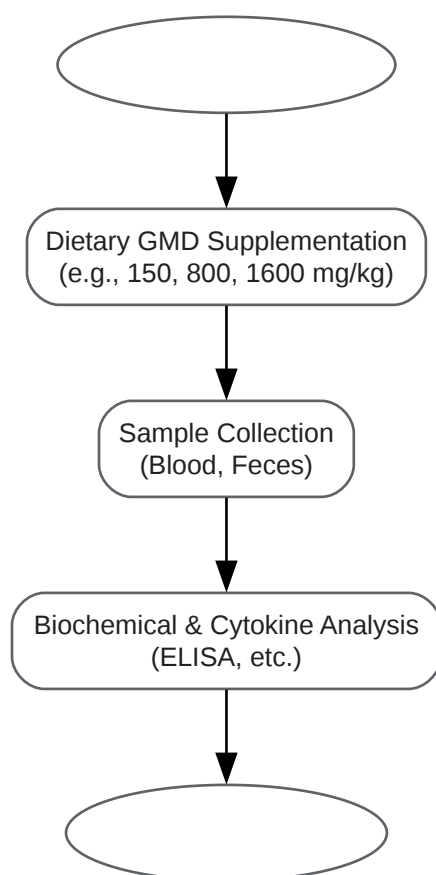 Dietary GMD Supplementation
(e.g., 150, 800, 1600 mg/kg)
Sample Collection
(Blood, Feces)
Biochemical & Cytokine Analysis
(ELISA, etc.)